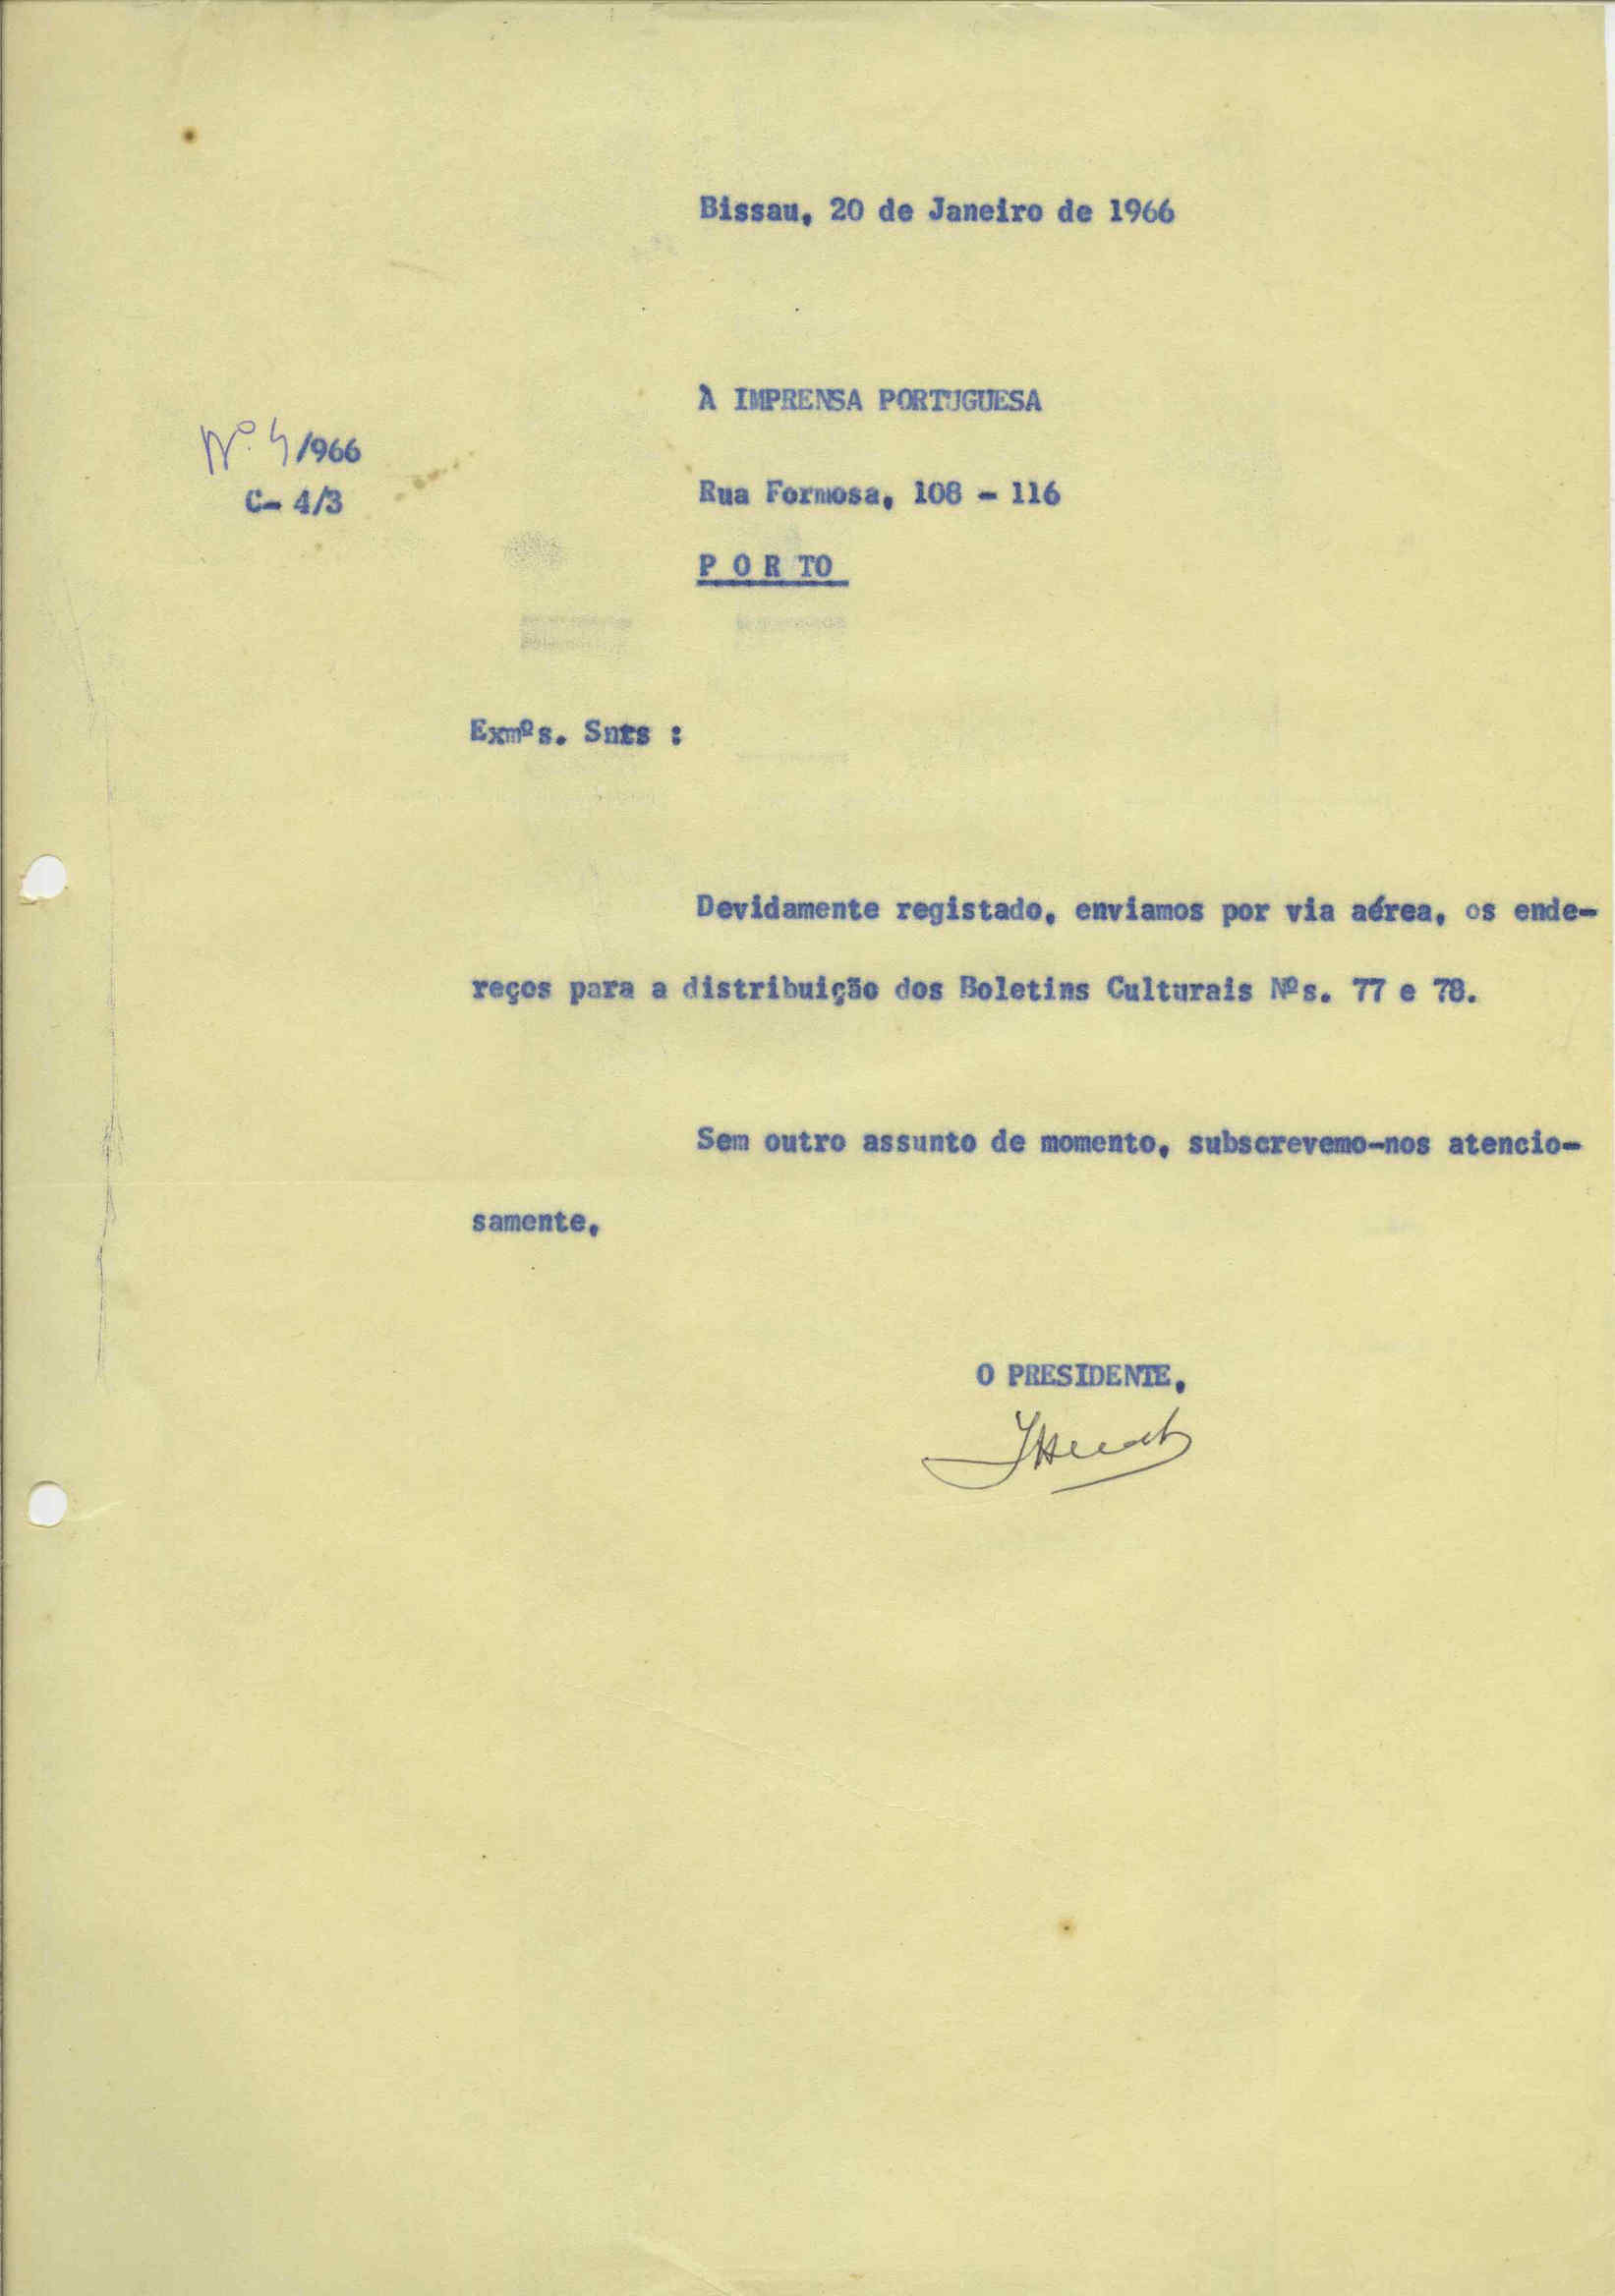 Bissau, 20 de Janeiro de 1966
À IMPRENSA PORTUGUESA
Nº. 4/966
C- 4/3
Rua Formosa, 108 - 116
P O R TO
Exmºs. Snrs :
Devidamente registado, enviamos por via aérea, os ende-
reços para a distribuição dos Boletins Culturais Nºs. 77 e 78.
Sem outro assunto de momento, subscrevemo-nos atencio-
samente,
O PRESIDENTE,